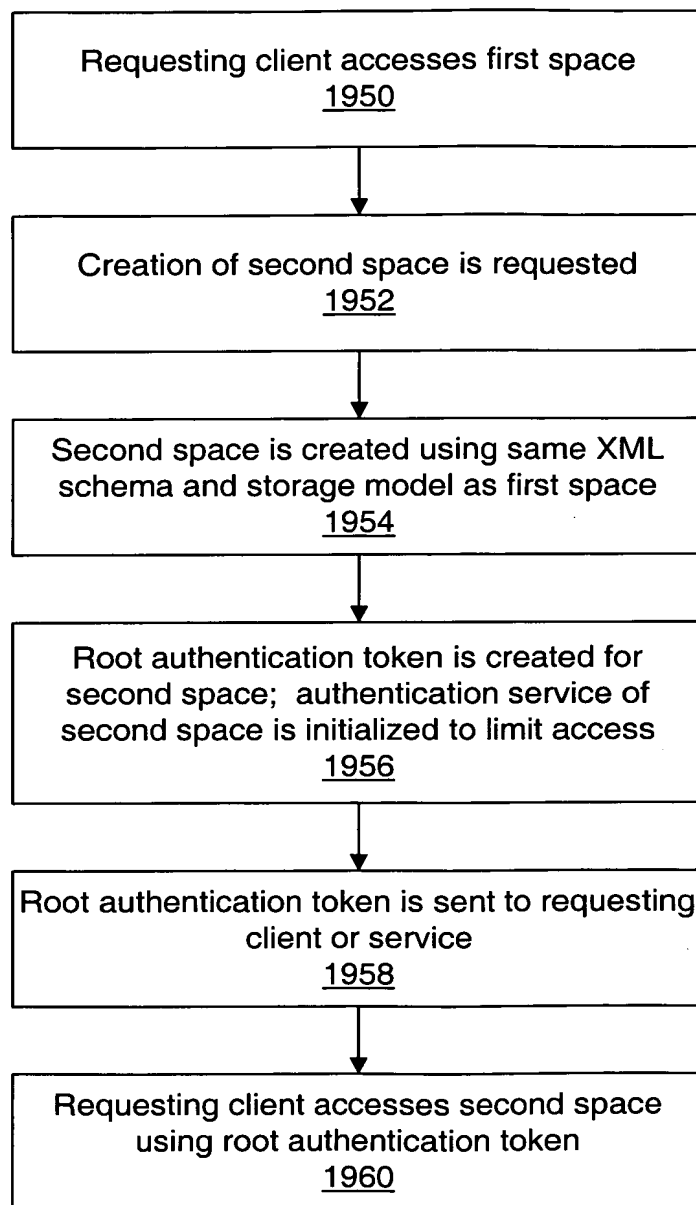 Requesting client accesses first space
1950
Creation of second space is requested
1952
Second space is created using same XML
schema and storage model as first space
1954
Root authentication token is created for
second space; authentication service of
second space is initialized to limit access
1956
Root authentication token is sent to requesting
client or service
1958
Requesting client accesses second space
using root authentication token
1960